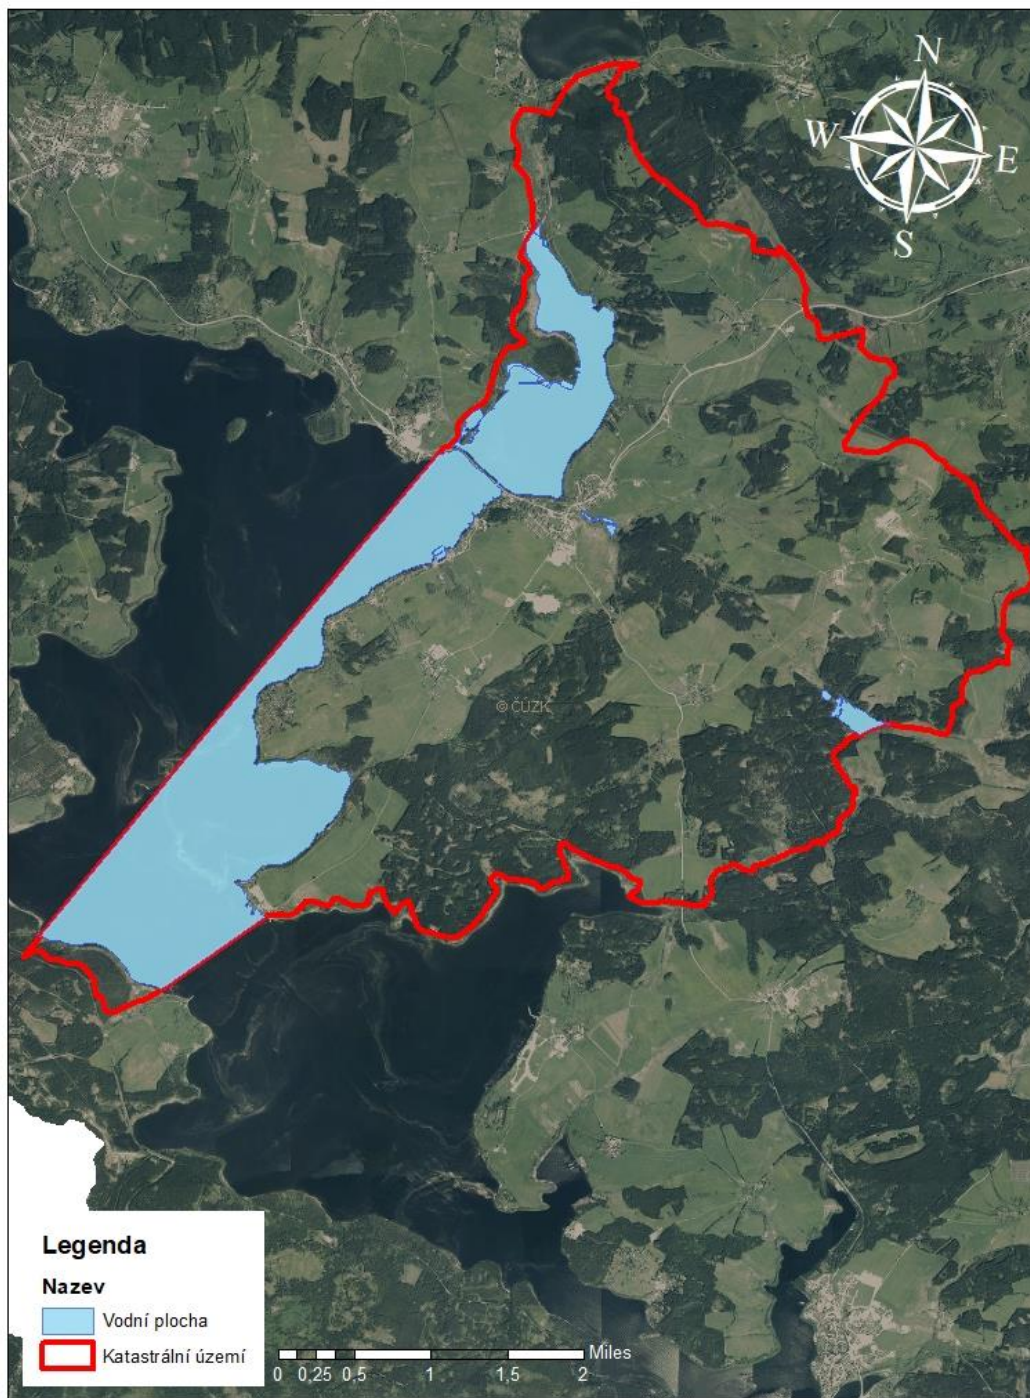 N
W
E
S
© ČÚZK
Legenda
Nazev
Vodní plocha
Katastrální území
Miles
0 0,25 0,5 1 1,5 2